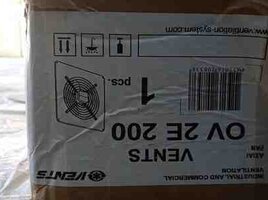 VENTS
INDUSTRIAL AND COMMERCIAL
VENTILATION
AXIAL
FAN
VENTS
OV 2E 200
1
pcs.
www.ventilation-system.com